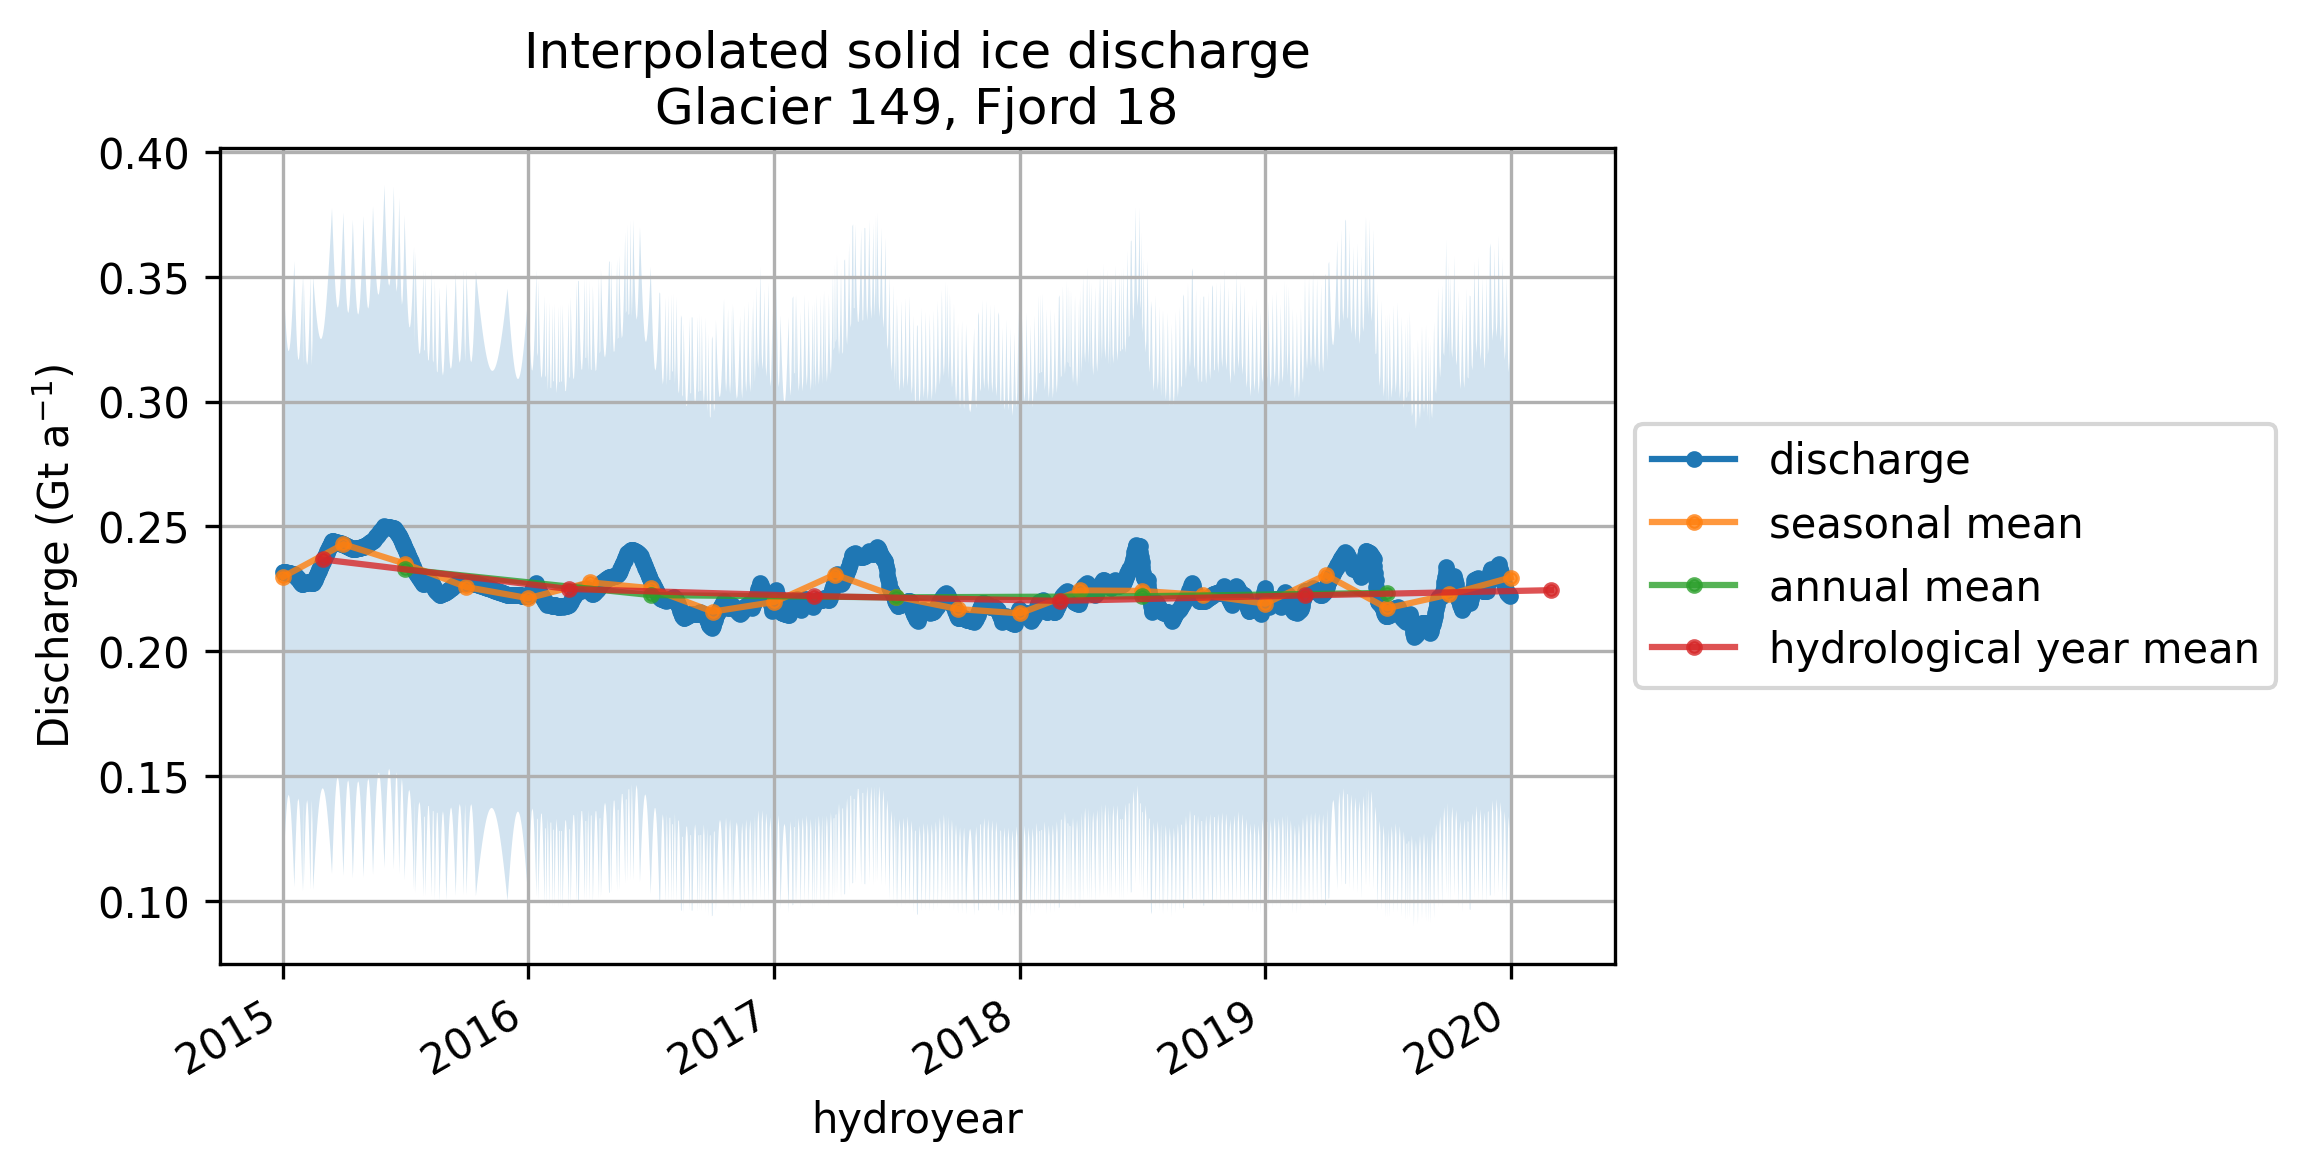 Interpolated solid ice discharge
Glacier 149, Fjord 18
Discharge (Gt a⁻¹)
0.40
0.35
0.30
0.25
0.20
0.15
0.10
2015
2016
2017
2018
2019
2020
hydroyear
discharge
seasonal mean
annual mean
hydrological year mean